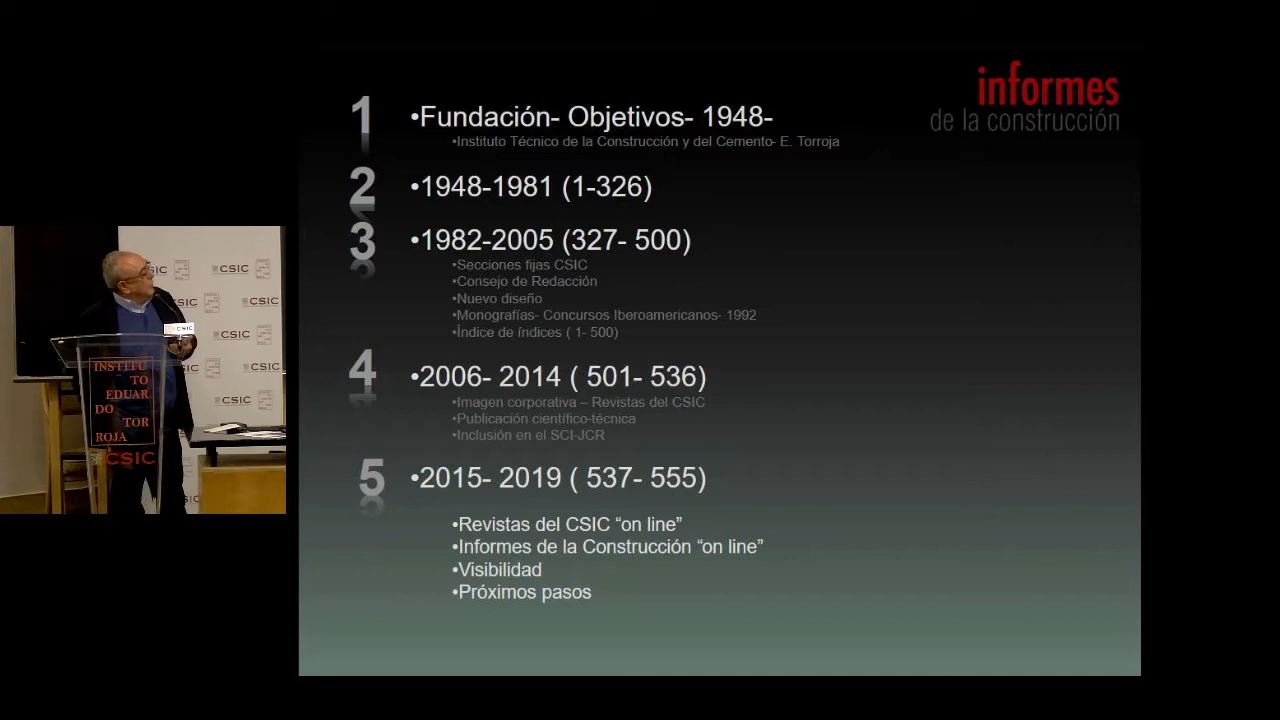 informes
de la construcción
1
•Fundación- Objetivos- 1948-
•Instituto Técnico de la Construcción y del Cemento- E. Torroja
2
•1948-1981 (1-326)
3
•1982-2005 (327- 500)
•Secciones fijas CSIC
•Consejo de Redacción
•Nuevo diseño
•Monografías- Concursos Iberoamericanos- 1992
•Índice de índices ( 1- 500)
4
•2006- 2014 ( 501- 536)
•Imagen corporativa – Revistas del CSIC
•Publicación científico-técnica
•Inclusión en el SCI-JCR
5
•2015- 2019 ( 537- 555)
•Revistas del CSIC “on line”
•Informes de la Construcción “on line”
•Visibilidad
•Próximos pasos
CSIC
CSIC
CSIC
CSIC
CSIC
CSIC
CSIC
INSTITU
TO
EDUAR
DO TOR
ROJA
CSIC